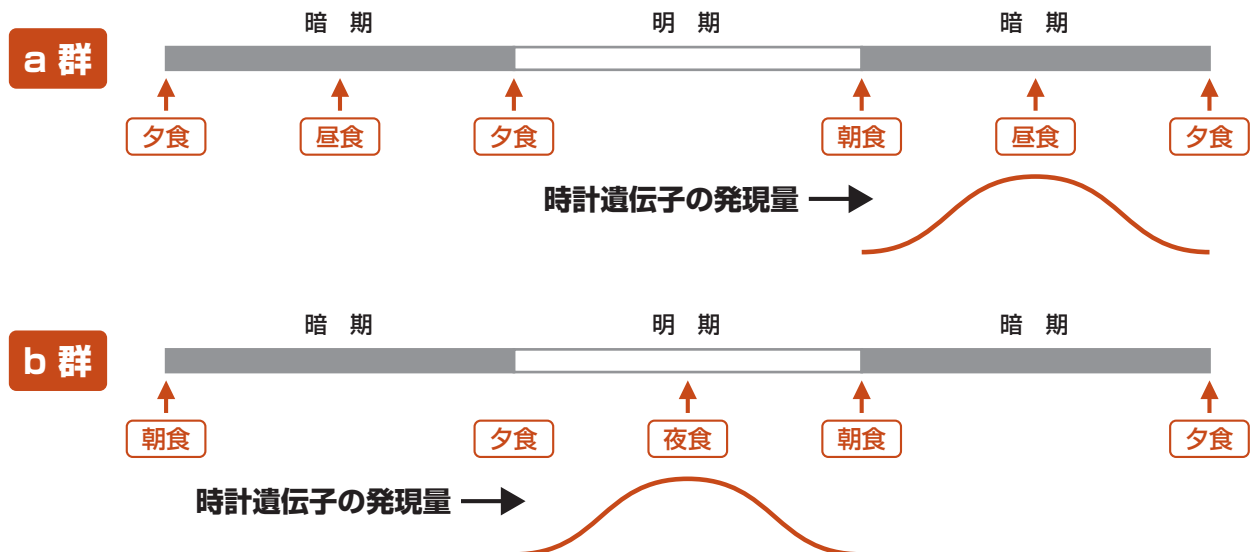 暗 期 明 期 暗 期
a 群
夕食 昼食 夕食 朝食 昼食 夕食
時計遺伝子の発現量
暗 期 明 期 暗 期
b 群
朝食 夕食 夜食 朝食 夕食
時計遺伝子の発現量